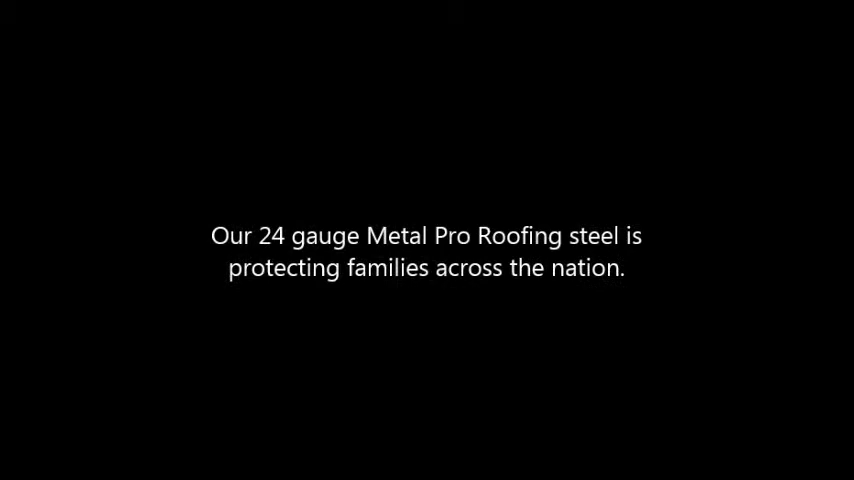 Our 24 gauge Metal Pro Roofing steel is
protecting families across the nation.